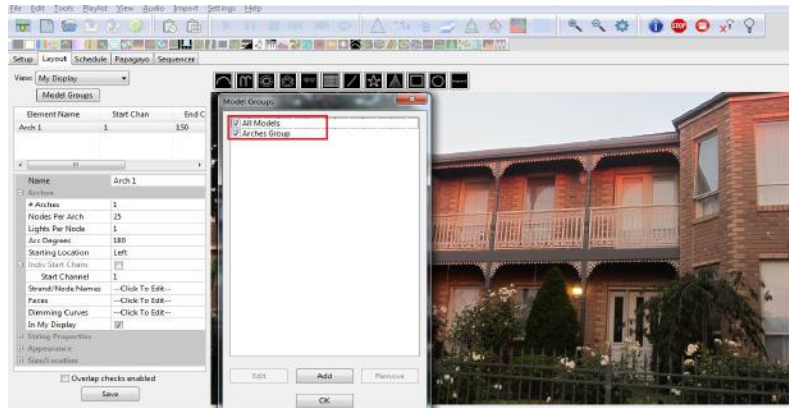 File Edit Tools Playlist View Audio Import Settings Help
Setup Layout Schedule Papagayo Sequencer
View: My Display
Model Groups
Element Name Start Chan End C
Arch 1 1 150
Name Arch 1
Arches
# Arches 1
Nodes Per Arch 25
Lights Per Node 1
Arc Degrees 180
Starting Location Left
Indiv Start Chans
Start Channel 1
Strand/Node Names --Click To Edit--
Faces --Click To Edit--
Dimming Curves --Click To Edit--
In My Display
String Properties
Appearance
Size/Location
Overlap checks enabled
Save
Model Groups
All Models
Arches Group
Edit Add Remove
OK
STOP